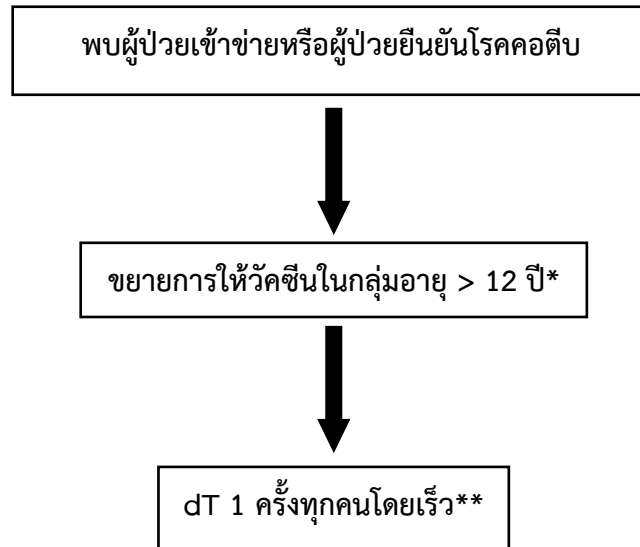 พบผู้ป่วยเข้าข่ายหรือผู้ป่วยยืนยันโรคคอตีบ
ขยายการให้วัคซีนในกลุ่มอายุ > 12 ปี*
dT 1 ครั้งทุกคนโดยเร็ว**